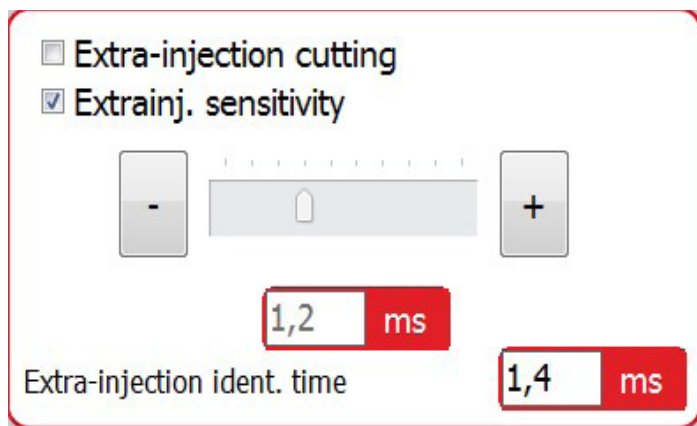 Extra-injection cutting
Extrainj. sensitivity
- +
1,2 ms
Extra-injection ident. time 1,4 ms